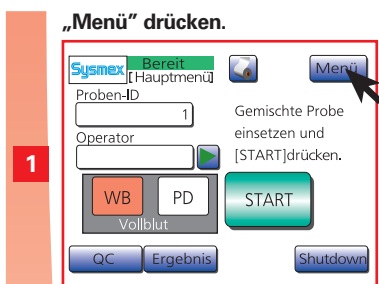 „Menü” drücken.
Sysmex Bereit
[Hauptmenü]
Menü
Proben-ID
1
Operator
Gemischte Probe
einsetzen und
[START]drücken.
1
WB PD
Vollblut
START
QC Ergebnis Shutdown